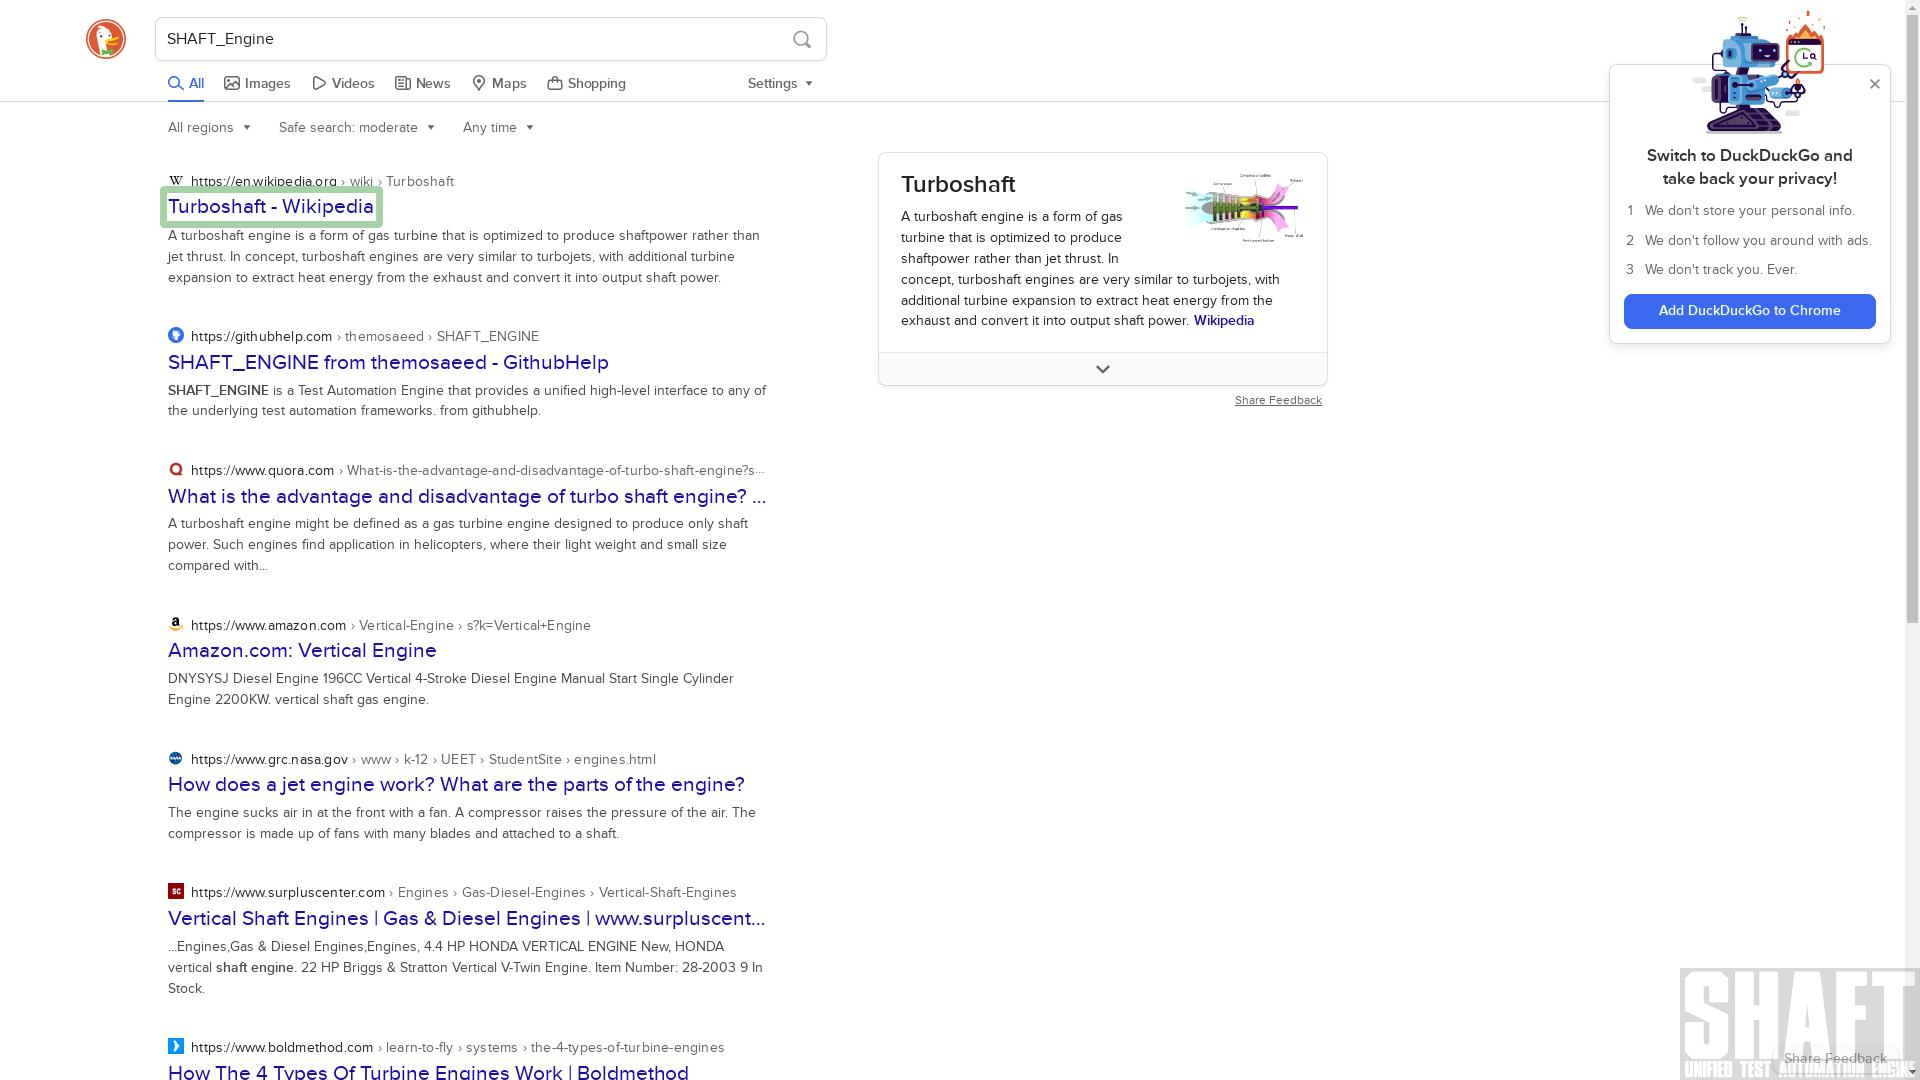 SHAFT_Engine
All Images Videos News Maps Shopping Settings
All regions Safe search: moderate Any time
https://en.wikipedia.org › wiki › Turboshaft
Turboshaft - Wikipedia
A turboshaft engine is a form of gas turbine that is optimized to produce shaftpower rather than
jet thrust. In concept, turboshaft engines are very similar to turbojets, with additional turbine
expansion to extract heat energy from the exhaust and convert it into output shaft power.
https://githubhelp.com › themosaeed › SHAFT_ENGINE
SHAFT_ENGINE from themosaeed - GithubHelp
SHAFT_ENGINE is a Test Automation Engine that provides a unified high-level interface to any of
the underlying test automation frameworks. from githubhelp.
https://www.quora.com › What-is-the-advantage-and-disadvantage-of-turbo-shaft-engine?s...
What is the advantage and disadvantage of turbo shaft engine? ...
A turboshaft engine might be defined as a gas turbine engine designed to produce only shaft
power. Such engines find application in helicopters, where their light weight and small size
compared with...
a https://www.amazon.com › Vertical-Engine › s?k=Vertical+Engine
Amazon.com: Vertical Engine
DNYSYSJ Diesel Engine 196CC Vertical 4-Stroke Diesel Engine Manual Start Single Cylinder
Engine 2200KW. vertical shaft gas engine.
https://www.grc.nasa.gov › www › k-12 › UEET › StudentSite › engines.html
How does a jet engine work? What are the parts of the engine?
The engine sucks air in at the front with a fan. A compressor raises the pressure of the air. The
compressor is made up of fans with many blades and attached to a shaft.
SC https://www.surpluscenter.com › Engines › Gas-Diesel-Engines › Vertical-Shaft-Engines
Vertical Shaft Engines | Gas & Diesel Engines | www.surpluscent...
...Engines,Gas & Diesel Engines,Engines, 4.4 HP HONDA VERTICAL ENGINE New, HONDA
vertical shaft engine. 22 HP Briggs & Stratton Vertical V-Twin Engine. Item Number: 28-2003 9 In
Stock.
https://www.boldmethod.com › learn-to-fly › systems › the-4-types-of-turbine-engines
How The 4 Types Of Turbine Engines Work | Boldmethod
Turboshaft
A turboshaft engine is a form of gas
turbine that is optimized to produce
shaftpower rather than jet thrust. In
concept, turboshaft engines are very similar to turbojets, with
additional turbine expansion to extract heat energy from the
exhaust and convert it into output shaft power. Wikipedia
Share Feedback
Switch to DuckDuckGo and
take back your privacy!
1 We don't store your personal info.
2 We don't follow you around with ads.
3 We don't track you. Ever.
Add DuckDuckGo to Chrome
SHAFT
UNIFIED TEST AUTOMATION ENGINE
Share Feedback